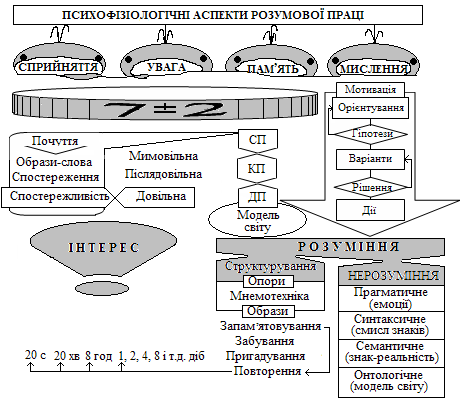 ПСИХОФІЗІОЛОГІЧНІ АСПЕКТИ РОЗУМОВОЇ ПРАЦІ
СПРИЙНЯТТЯ
УВАГА
ПАМ'ЯТЬ
МИСЛЕННЯ
7 ± 2
Мотивація
Орієнтування
Гіпотези
Варіанти
Рішення
Дії
Почуття
Образи-слова
Спостереження
Спостережливість
Мимовільна
Післядовільна
Довільна
СП
КП
ДП
Модель
світу
ІНТЕРЕС
РОЗУМІННЯ
Структурування
Опори
Мнемотехніка
Образи
Запам'ятовування
Забування
Пригадування
Повторення
20 с 20 хв 8 год 1, 2, 4, 8 і т.д. діб
НЕРОЗУМІННЯ
Прагматичне
(емоції)
Синтаксичне
(смисл знаків)
Семантичне
(знак-реальність)
Онтологічне
(модель світу)